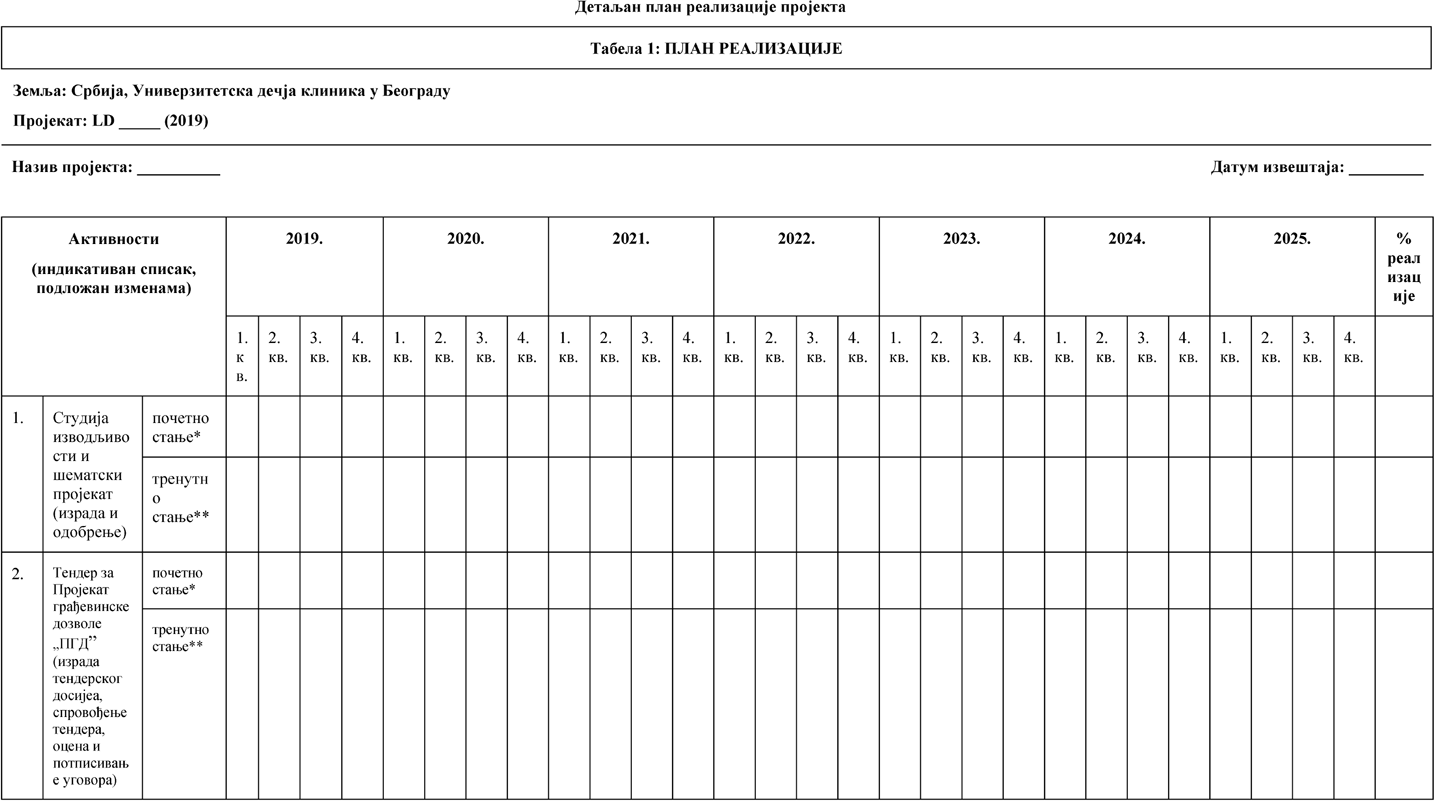 Детаљан план реализације пројекта
Табела 1: ПЛАН РЕАЛИЗАЦИЈЕ
Земља: Србија, Универзитетска дечја клиника у Београду
Пројекат: LD _____ (2019)
Назив пројекта: __________ Датум извештаја: _________
Активности 2019. 2020. 2021. 2022. 2023. 2024. 2025. %
(индикативан списак,
подложан изменама)
реал
изац
ије
1. 2. 3. 4. 1. 2. 3. 4. 1. 2. 3. 4. 1. 2. 3. 4. 1. 2. 3. 4. 1. 2. 3. 4. 1. 2. 3. 4.
к кв. кв. кв. кв. кв. кв. кв. кв. кв. кв. кв. кв. кв. кв. кв. кв. кв. кв. кв. кв. кв. кв. кв. кв. кв. кв. кв.
в.
1.
Студија
изводљиво
сти и
шематски
пројекат
(израда и
одобрење)
почетно
стање*
тренутн
о
стање**
2.
Тендер за
Пројекат
грађевинске
дозволе
„ПГД”
(израда
тендерског
досијеа,
спровођење
тендера,
оцена и
потписивањ
е уговора)
почетно
стање*
тренутно
стање**